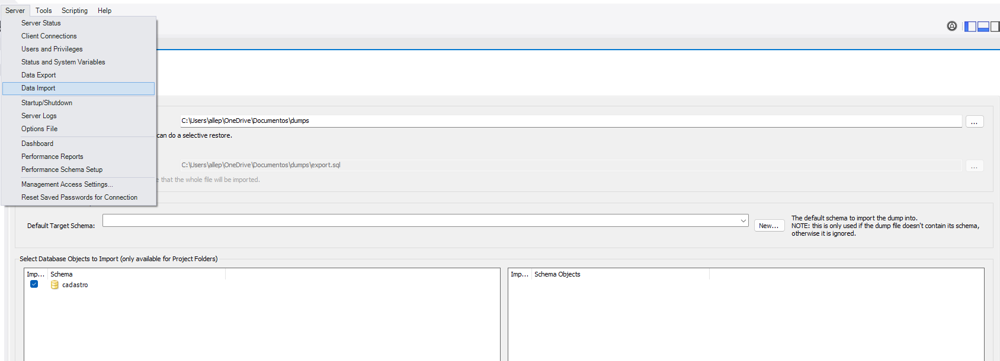 Server Tools Scripting Help
Server Status
Client Connections
Users and Privileges
Status and System Variables
Data Export
Data Import
Startup/Shutdown
Server Logs
Options File
Dashboard
Performance Reports
Performance Schema Setup
Management Access Settings...
Reset Saved Passwords for Connection
C:\Users\allep\OneDrive\Documentos\dumps
...
can do a selective restore.
C:\Users\allep\OneDrive\Documentos\dumps\export.sql
...
that the whole file will be imported.
Default Target Schema:
New...
The default schema to import the dump into.
NOTE: this is only used if the dump file doesn't contain its schema,
otherwise it is ignored.
Select Database Objects to Import (only available for Project Folders)
Imp... Schema
cadastro
Imp... Schema Objects